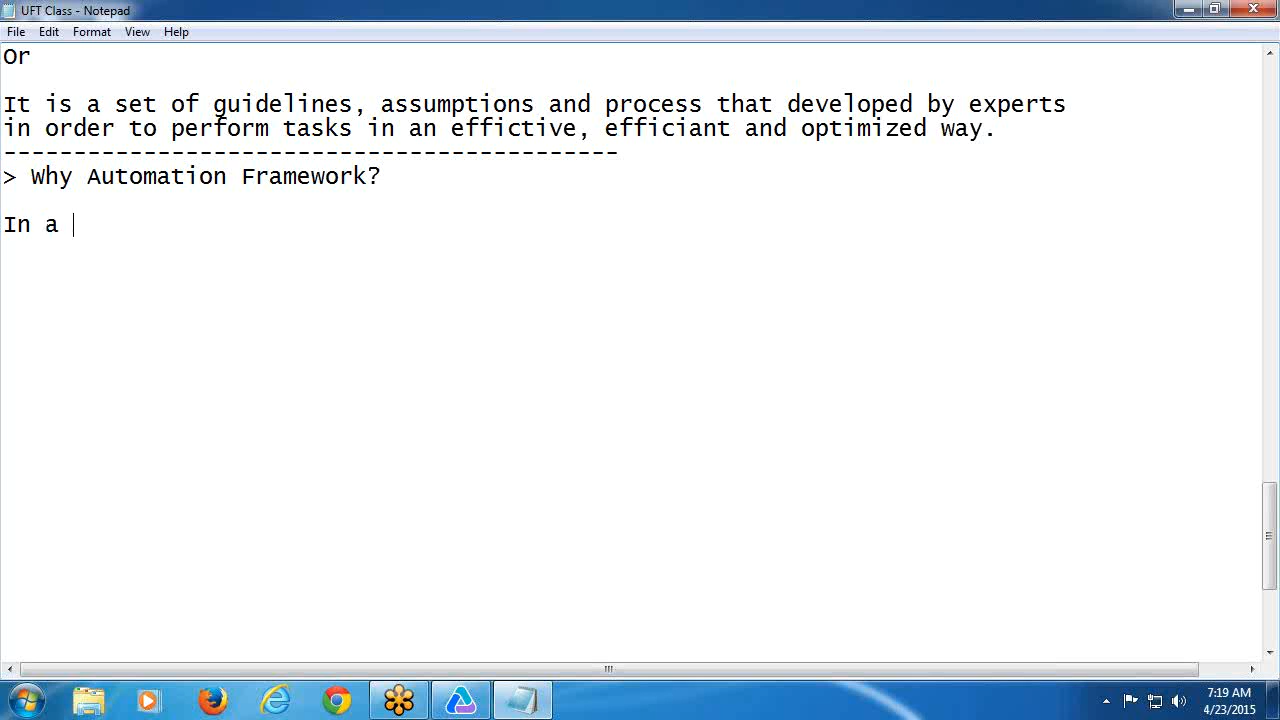 UFT Class - Notepad
File Edit Format View Help
Or
It is a set of guidelines, assumptions and process that developed by experts
in order to perform tasks in an effictive, efficiant and optimized way.
--------------------------------------------
> Why Automation Framework?
In a
7:19 AM
4/23/2015